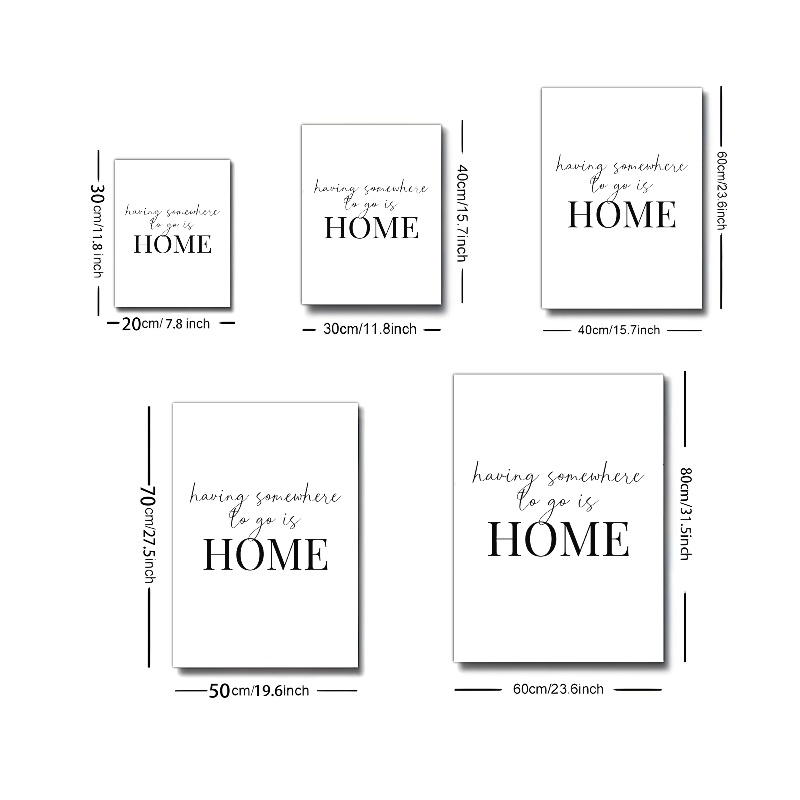 having somewhere
to go is
HOME
30cm/11.8 inch
20cm/ 7.8 inch
having somewhere
to go is
HOME
40cm/15.7inch
30cm/11.8inch
having somewhere
to go is
HOME
60cm/23.6inch
40cm/15.7inch
having somewhere
to go is
HOME
70cm/27.5inch
50cm/19.6inch
having somewhere
to go is
HOME
80cm/31.5inch
60cm/23.6inch